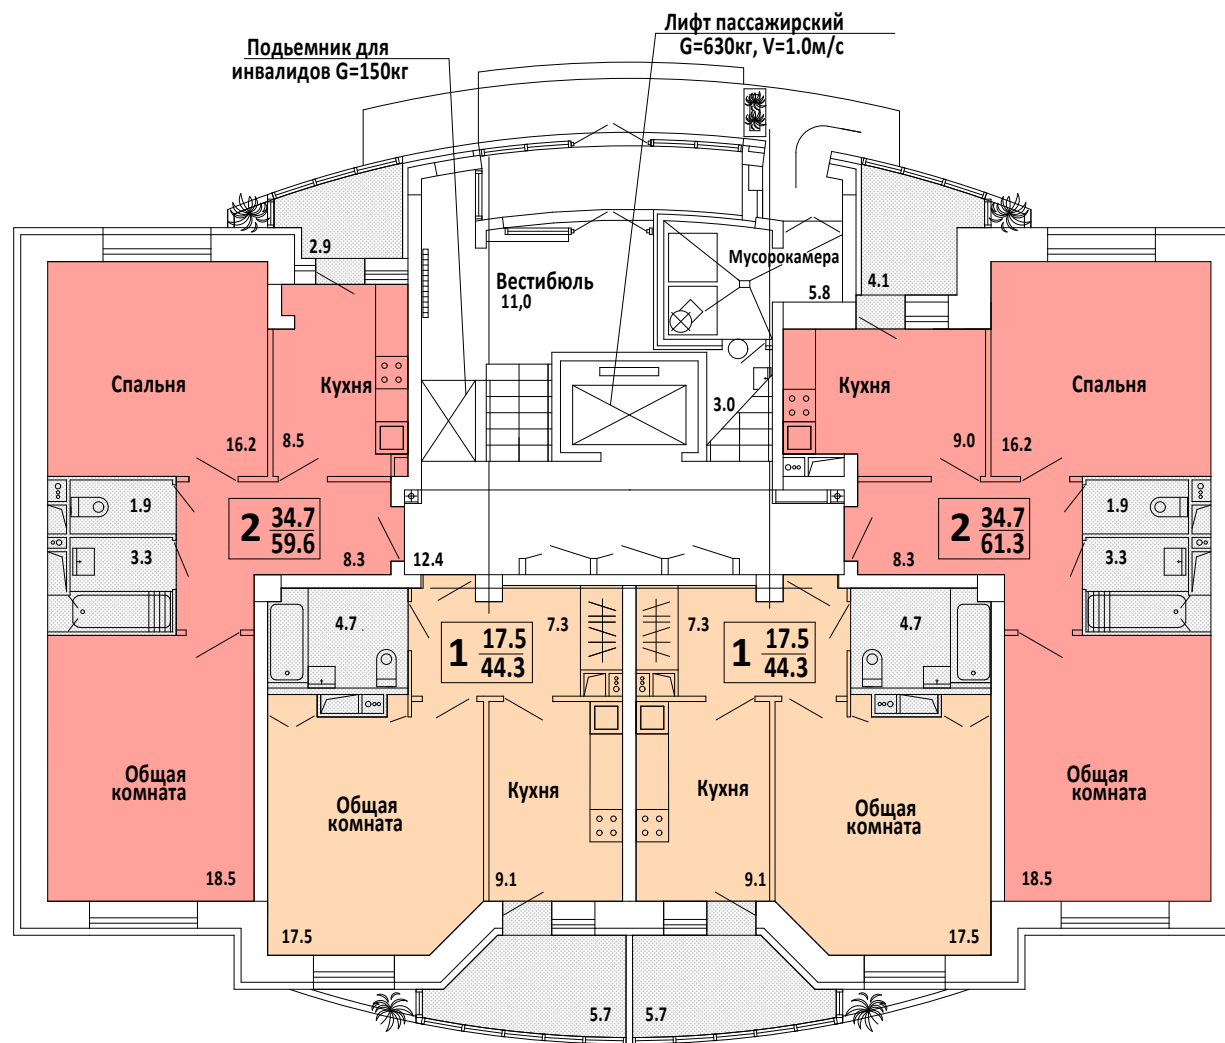 Лифт пассажирский
G=630кг, V=1.0м/с
Подьемник для
инвалидов G=150кг
2.9
Вестибюль
11,0
Мусорокамера
5.8
4.1
Спальня
16.2
Кухня
8.5
3.0
Кухня
9.0
Спальня
16.2
1.9
3.3
2 34.7
59.6
8.3
12.4
8.3
2 34.7
61.3
1.9
3.3
4.7
1 17.5
44.3
7.3
7.3
1 17.5
44.3
4.7
Общая
комната
18.5
Общая
комната
17.5
Кухня
9.1
Кухня
9.1
Общая
комната
17.5
Общая
комната
18.5
5.7
5.7